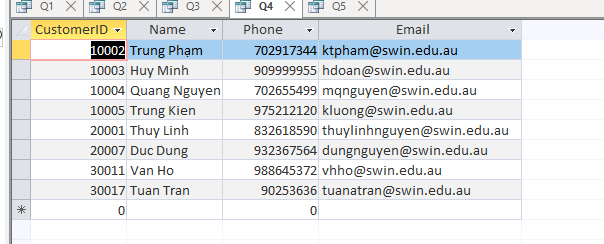 Q1 Q2 Q3 Q4 Q5
CustomerID Name Phone Email
10002 Trung Phạm 702917344 ktpham@swin.edu.au
10003 Huy Minh 909999955 hdoan@swin.edu.au
10004 Quang Nguyen 702655499 mqnguyen@swin.edu.au
10005 Trung Kien 975212120 kluong@swin.edu.au
20001 Thuy Linh 832618590 thuylinhnguyen@swin.edu.au
20007 Duc Dung 932367564 dungnguyen@swin.edu.au
30011 Van Ho 988645372 vhho@swin.edu.au
30017 Tuan Tran 90253636 tuanatran@swin.edu.au
* 0 0